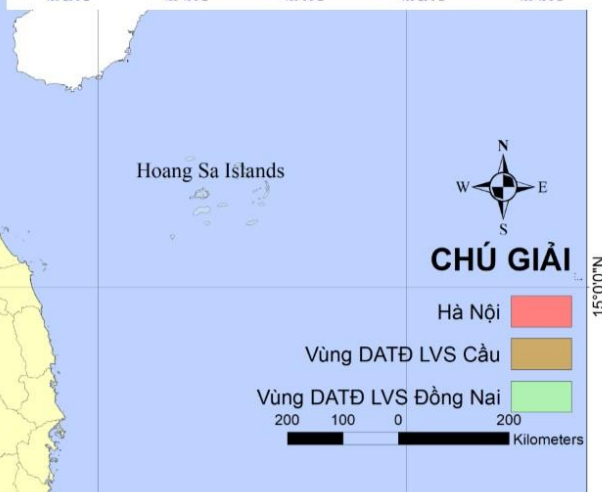 Hoang Sa Islands
N
W E
S
CHÚ GIẢI
15°0'0"N
Hà Nội
Vùng DATĐ LVS Cầu
Vùng DATĐ LVS Đồng Nai
200 100 0 200
Kilometers